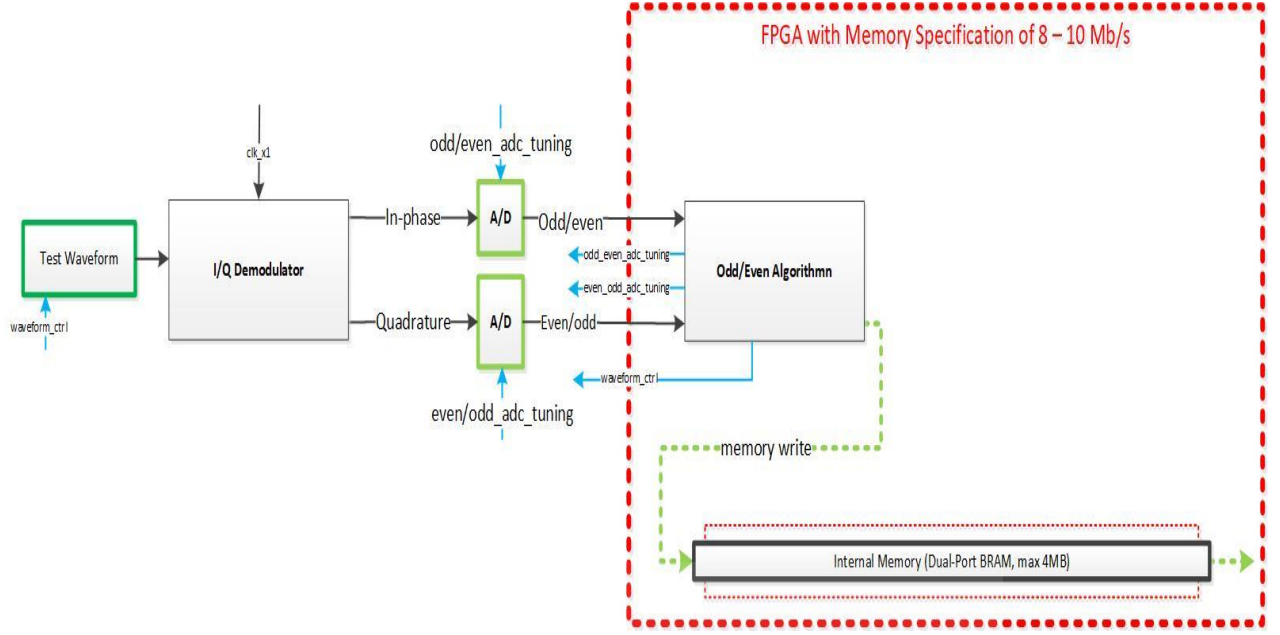 FPGA with Memory Specification of 8 – 10 Mb/s
odd/even_adc_tuning
clk_x1
In-phase
A/D
Odd/even
Test Waveform
I/Q Demodulator
odd_even_adc_tuning
Odd/Even Algorithmn
even_odd_adc_tuning
Quadrature
A/D
Even/odd
waveform_ctrl
waveform_ctrl
even/odd_adc_tuning
memory write
Internal Memory (Dual-Port BRAM, max 4MB)